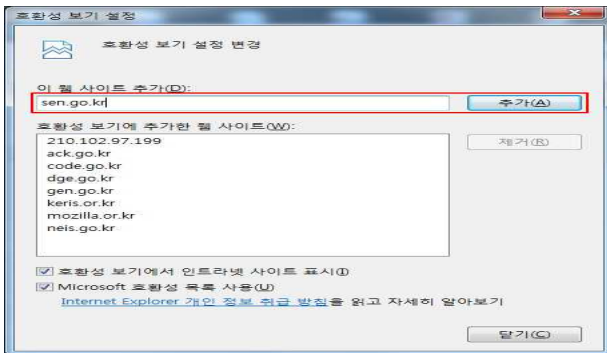 호환성 보기 설정
호환성 보기 설정 변경
이 웹 사이트 추가(D):
sen.go.kr
추가(A)
호환성 보기에 추가한 웹 사이트(W):
제거(R)
210.102.97.199
ack.go.kr
code.go.kr
dge.go.kr
gen.go.kr
keris.or.kr
mozilla.or.kr
neis.go.kr
호환성 보기에서 인트라넷 사이트 표시(I)
Microsoft 호환성 목록 사용(U)
Internet Explorer 개인 정보 취급 방침을 읽고 자세히 알아보기
닫기(C)